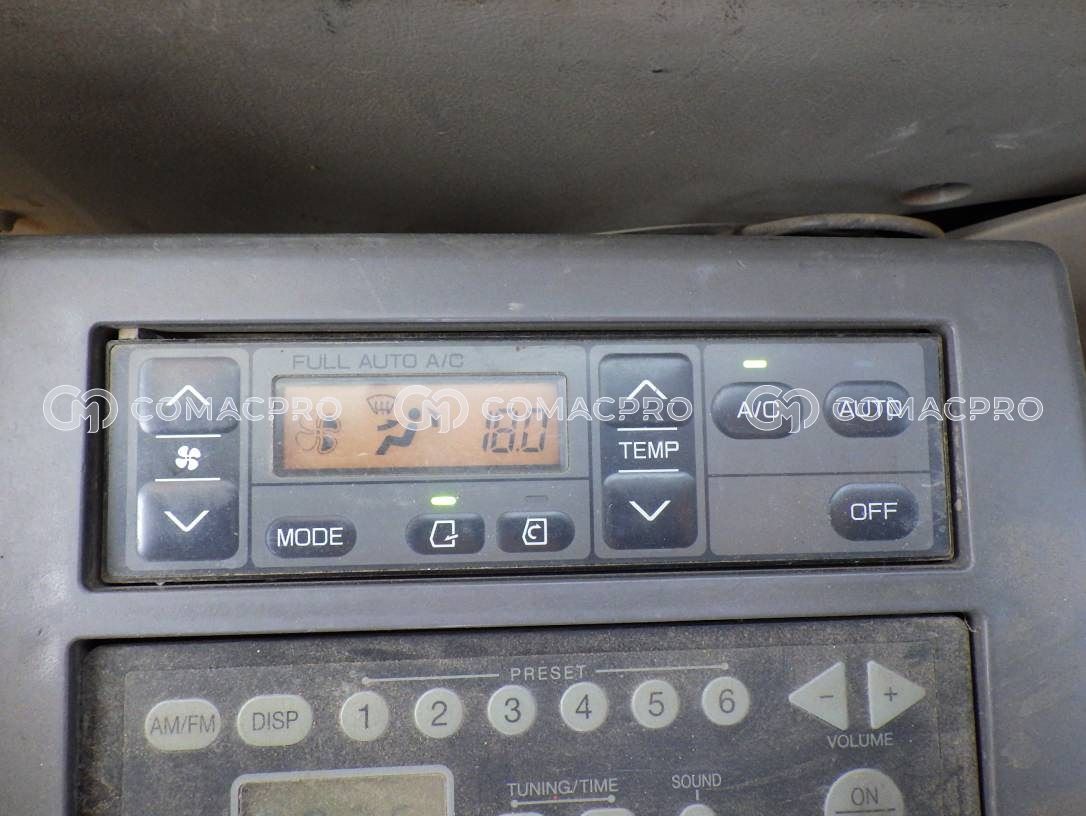 FULL AUTO A/C
18.0
TEMP
A/C
AUTO
MODE
OFF
COMACPRO COMACPRO COMACPRO
PRESET
AM/FM DISP 1 2 3 4 5 6 - +
VOLUME
TUNING/TIME
SOUND
ON